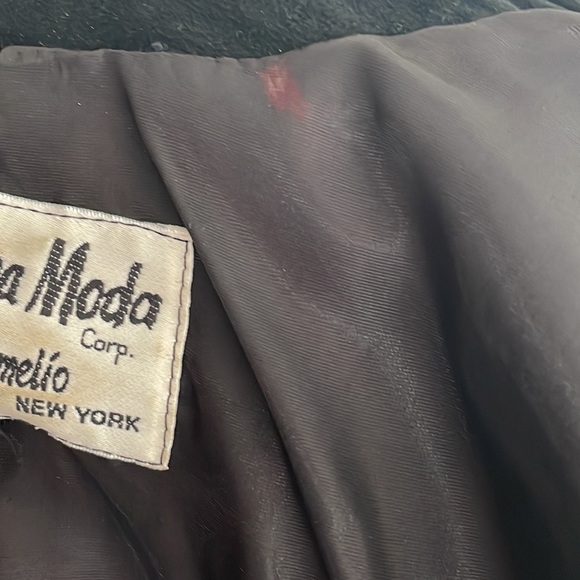 a Moda
Corp.
melio
NEW YORK